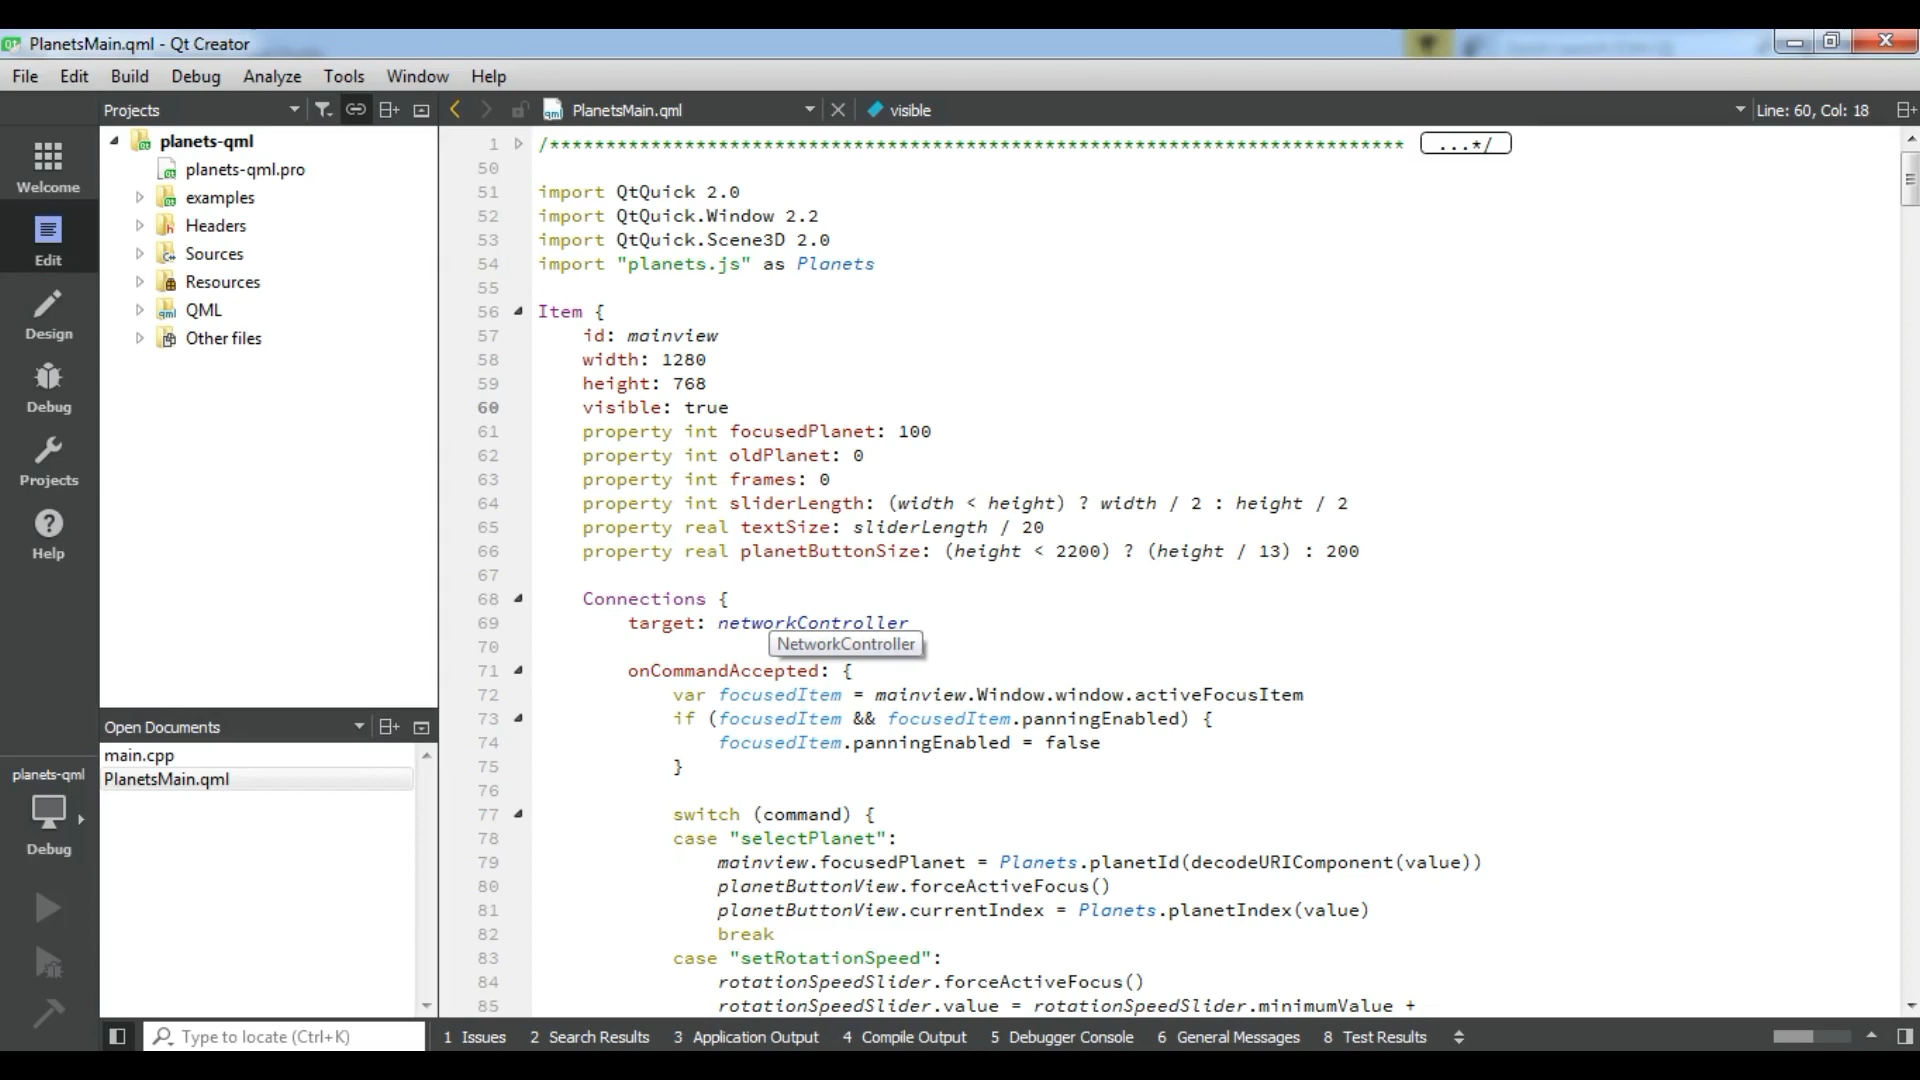 PlanetsMain.qml - Qt Creator
File Edit Build Debug Analyze Tools Window Help
Projects
PlanetsMain.qml
visible
Line: 60, Col: 18
Welcome
Edit
Design
Debug
Projects
Help
planets-qml
Debug
planets-qml
planets-qml.pro
examples
Headers
Sources
Resources
QML
Other files
Open Documents
main.cpp
PlanetsMain.qml
1 /****************************************************************************  ...*/
50
51 import QtQuick 2.0
52 import QtQuick.Window 2.2
53 import QtQuick.Scene3D 2.0
54 import "planets.js" as Planets
55
56 Item {
57 id: mainview
58 width: 1280
59 height: 768
60 visible: true
61 property int focusedPlanet: 100
62 property int oldPlanet: 0
63 property int frames: 0
64 property int sliderLength: (width < height) ? width / 2 : height / 2
65 property real textSize: sliderLength / 20
66 property real planetButtonSize: (height < 2200) ? (height / 13) : 200
67
68 Connections {
69 target: networkController
NetworkController
70
71 onCommandAccepted: {
72 var focusedItem = mainview.Window.window.activeFocusItem
73 if (focusedItem && focusedItem.panningEnabled) {
74 focusedItem.panningEnabled = false
75 }
76
77 switch (command) {
78 case "selectPlanet":
79 mainview.focusedPlanet = Planets.planetId(decodeURIComponent(value))
80 planetButtonView.forceActiveFocus()
81 planetButtonView.currentIndex = Planets.planetIndex(value)
82 break
83 case "setRotationSpeed":
84 rotationSpeedSlider.forceActiveFocus()
85 rotationSpeedSlider.value = rotationSpeedSlider.minimumValue +
Type to locate (Ctrl+K)
1 Issues 2 Search Results 3 Application Output 4 Compile Output 5 Debugger Console 6 General Messages 8 Test Results